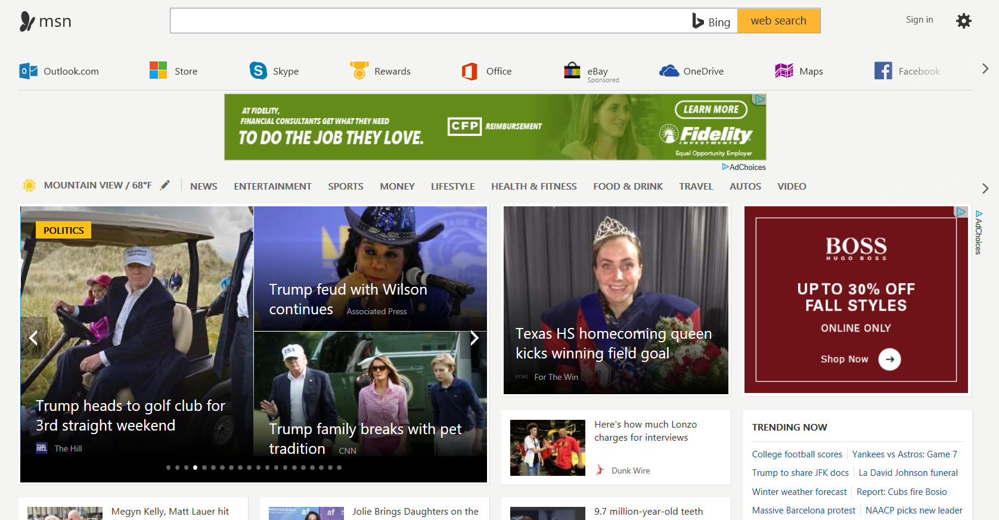 msn
Bing
web search
Sign in
Outlook.com
Store
Skype
Rewards
Office
eBay
Sponsored
OneDrive
Maps
Facebook
AT FIDELITY,
FINANCIAL CONSULTANTS GET WHAT THEY NEED
TO DO THE JOB THEY LOVE.
CFP REIMBURSEMENT
LEARN MORE
Fidelity
INVESTMENTS
Equal Opportunity Employer
AdChoices
MOUNTAIN VIEW / 68°F
NEWS
ENTERTAINMENT
SPORTS
MONEY
LIFESTYLE
HEALTH & FITNESS
FOOD & DRINK
TRAVEL
AUTOS
VIDEO
POLITICS
Trump heads to golf club for
3rd straight weekend
THE HILL
The Hill
Trump feud with Wilson
continues Associated Press
USA
Trump family breaks with pet
tradition CNN
Texas HS homecoming queen
kicks winning field goal
FTW!
For The Win
BOSS
HUGO BOSS
UP TO 30% OFF
FALL STYLES
ONLINE ONLY
Shop Now
AdChoices
Here's how much Lonzo
charges for interviews
Dunk Wire
TRENDING NOW
College football scores
Yankees vs Astros: Game 7
Trump to share JFK docs
La David Johnson funeral
Winter weather forecast
Report: Cubs fire Bosio
Massive Barcelona protest
NAACP picks new leader
Megyn Kelly, Matt Lauer hit
Jolie Brings Daughters on the
9.7 million-year-old teeth